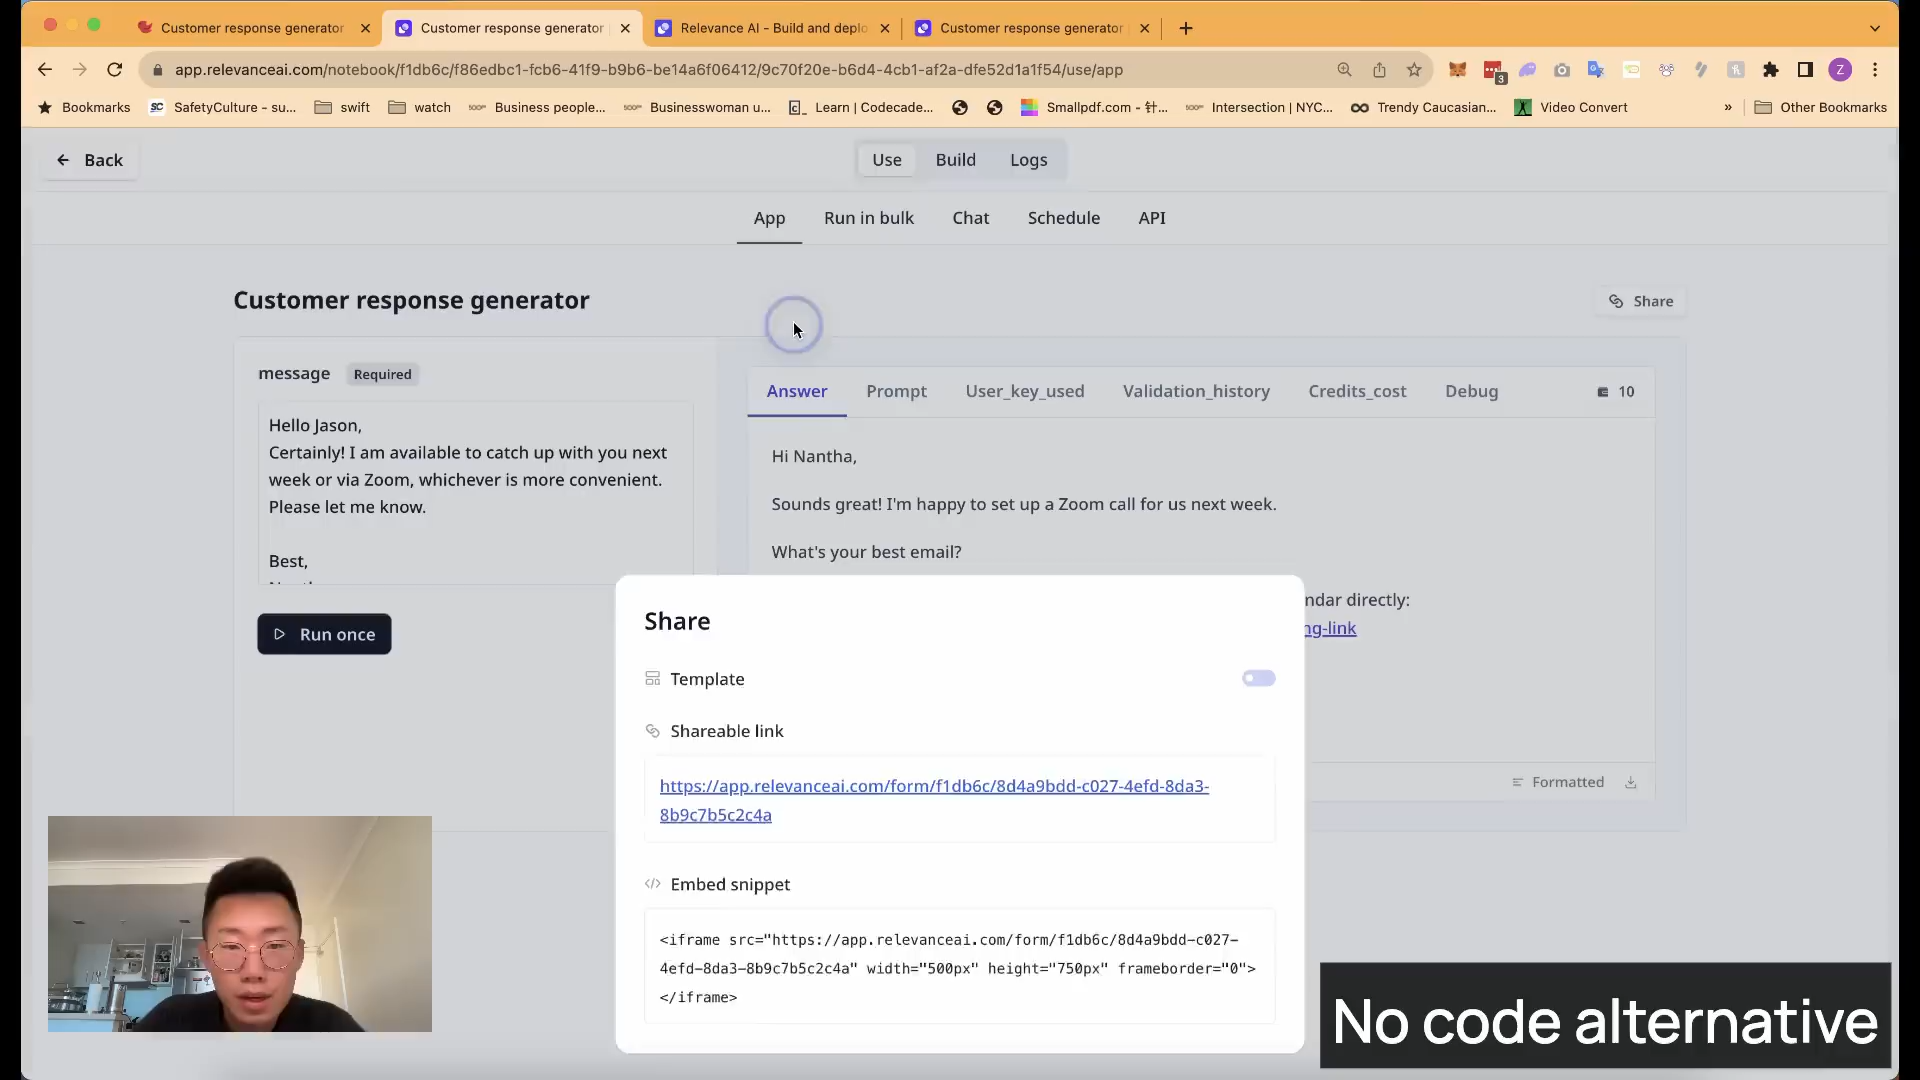 Customer response generator
Customer response generator
Relevance AI - Build and deplo
Customer response generator
app.relevanceai.com/notebook/f1db6c/f86edbc1-fcb6-41f9-b9b6-be14a6f06412/9c70f20e-b6d4-4cb1-af2a-dfe52d1a1f54/use/app
3
Z
Bookmarks
SC SafetyCulture - su...
swift
watch
Business people...
Businesswoman u...
Learn | Codecade...
Smallpdf.com - 针...
Intersection | NYC...
Trendy Caucasian...
Video Convert
»
Other Bookmarks
Back
Use Build Logs
App Run in bulk Chat Schedule API
Customer response generator
Share
message Required
Hello Jason,
Certainly! I am available to catch up with you next
week or via Zoom, whichever is more convenient.
Please let me know.
Best,
Run once
Answer Prompt User_key_used Validation_history Credits_cost Debug 10
Hi Nantha,
Sounds great! I'm happy to set up a Zoom call for us next week.
What's your best email?
ndar directly:
ng-link
Formatted
Share
Template
Shareable link
https://app.relevanceai.com/form/f1db6c/8d4a9bdd-c027-4efd-8da3-
8b9c7b5c2c4a
</> Embed snippet
<iframe src="https://app.relevanceai.com/form/f1db6c/8d4a9bdd-c027-
4efd-8da3-8b9c7b5c2c4a" width="500px" height="750px" frameborder="0">
</iframe>
No code alternative